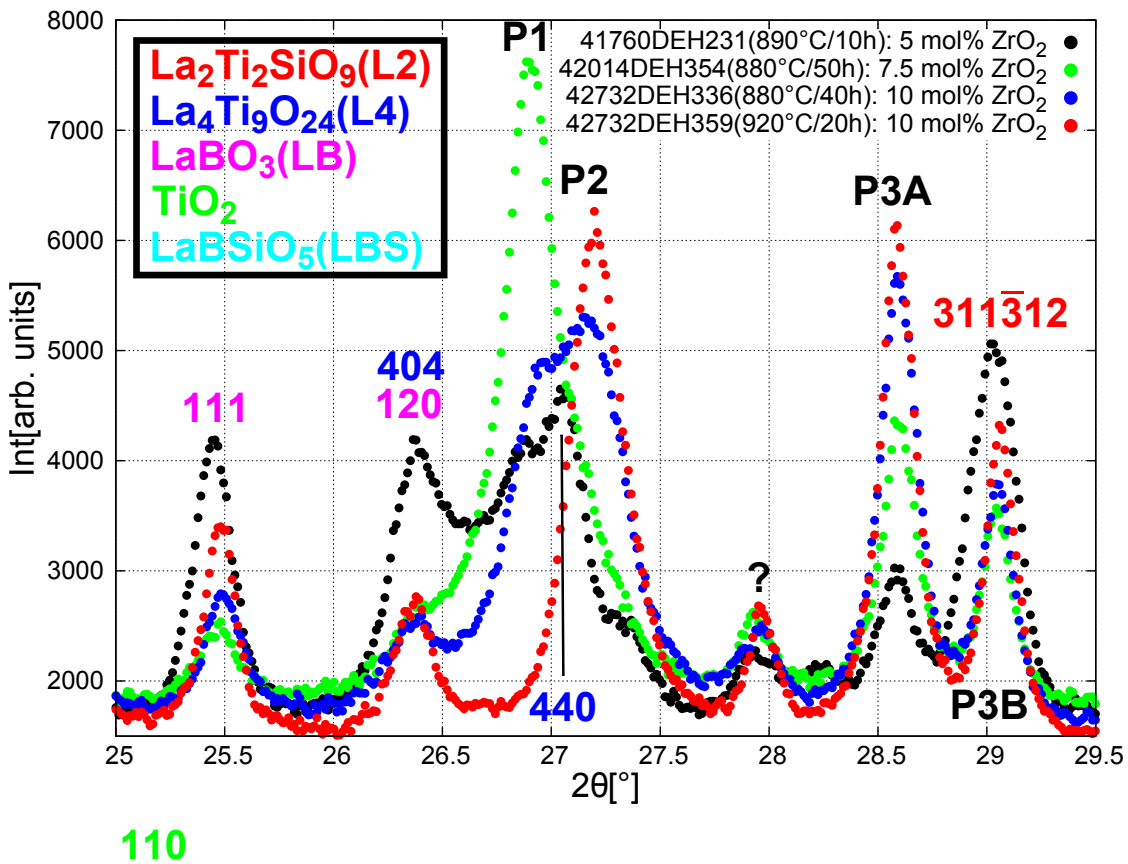 8000
7000
6000
5000
4000
3000
2000
Int[arb. units]
P1
La₂Ti₂SiO₉(L2)
La₄Ti₉O₂₄(L4)
LaBO₃(LB)
TiO₂
LaBSiO₅(LBS)
41760DEH231(890°C/10h): 5 mol% ZrO₂
42014DEH354(880°C/50h): 7.5 mol% ZrO₂
42732DEH336(880°C/40h): 10 mol% ZrO₂
42732DEH359(920°C/20h): 10 mol% ZrO₂
P2
P3A
3113̅12
404
120
111
?
440
P3B
25
25.5
26
26.5
27
27.5
28
28.5
29
29.5
2θ[°]
110